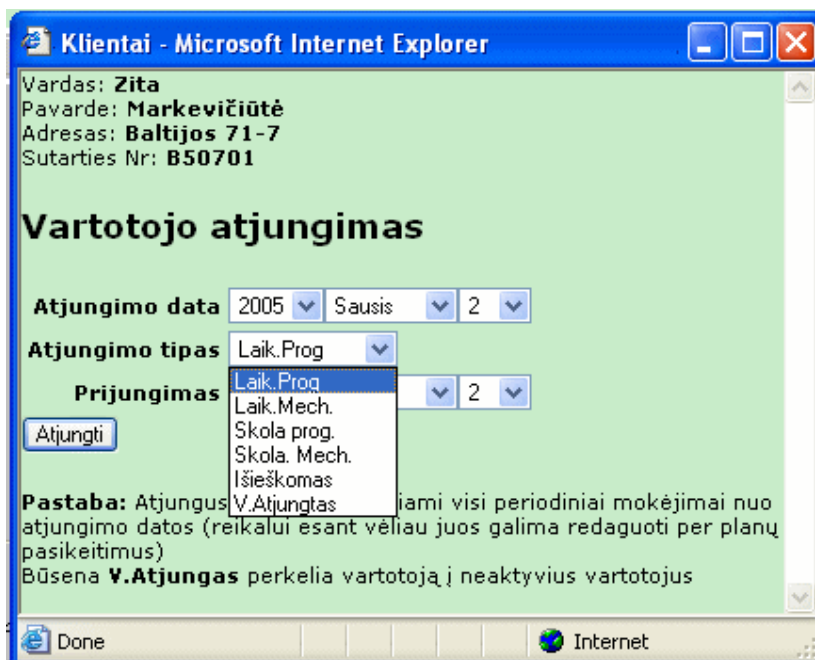 Klientai - Microsoft Internet Explorer
Vardas: Zita
Pavarde: Markevičiūtė
Adresas: Baltijos 71-7
Sutarties Nr: B50701
Vartotojo atjungimas
Atjungimo data 2005 Sausis 2
Atjungimo tipas Laik.Prog
Laik.Prog
Prijungimas 2
Laik.Mech.
Atjungti
Skola prog.
Skola. Mech.
Išieškomas
V.Atjungtas
Pastaba: Atjungus iami visi periodiniai mokėjimai nuo
atjungimo datos (reikalui esant vėliau juos galima redaguoti per planų
pasikeitimus)
Būsena V.Atjungas perkelia vartotoją į neaktyvius vartotojus
Done Internet